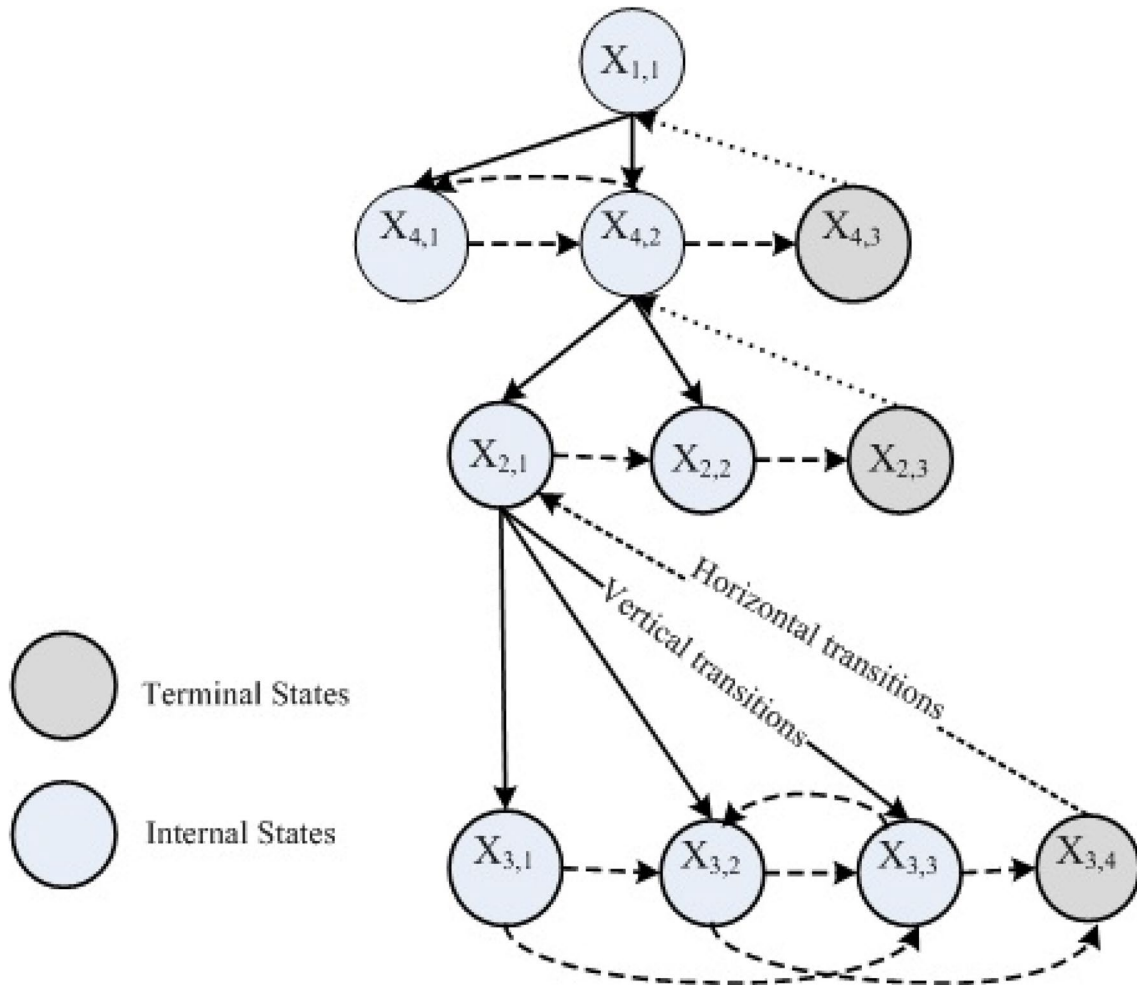 X1,1
X4,1
X4,2
X4,3
X2,1
X2,2
X2,3
Horizontal transitions
Vertical transitions
Terminal States
Internal States
X3,1
X3,2
X3,3
X3,4